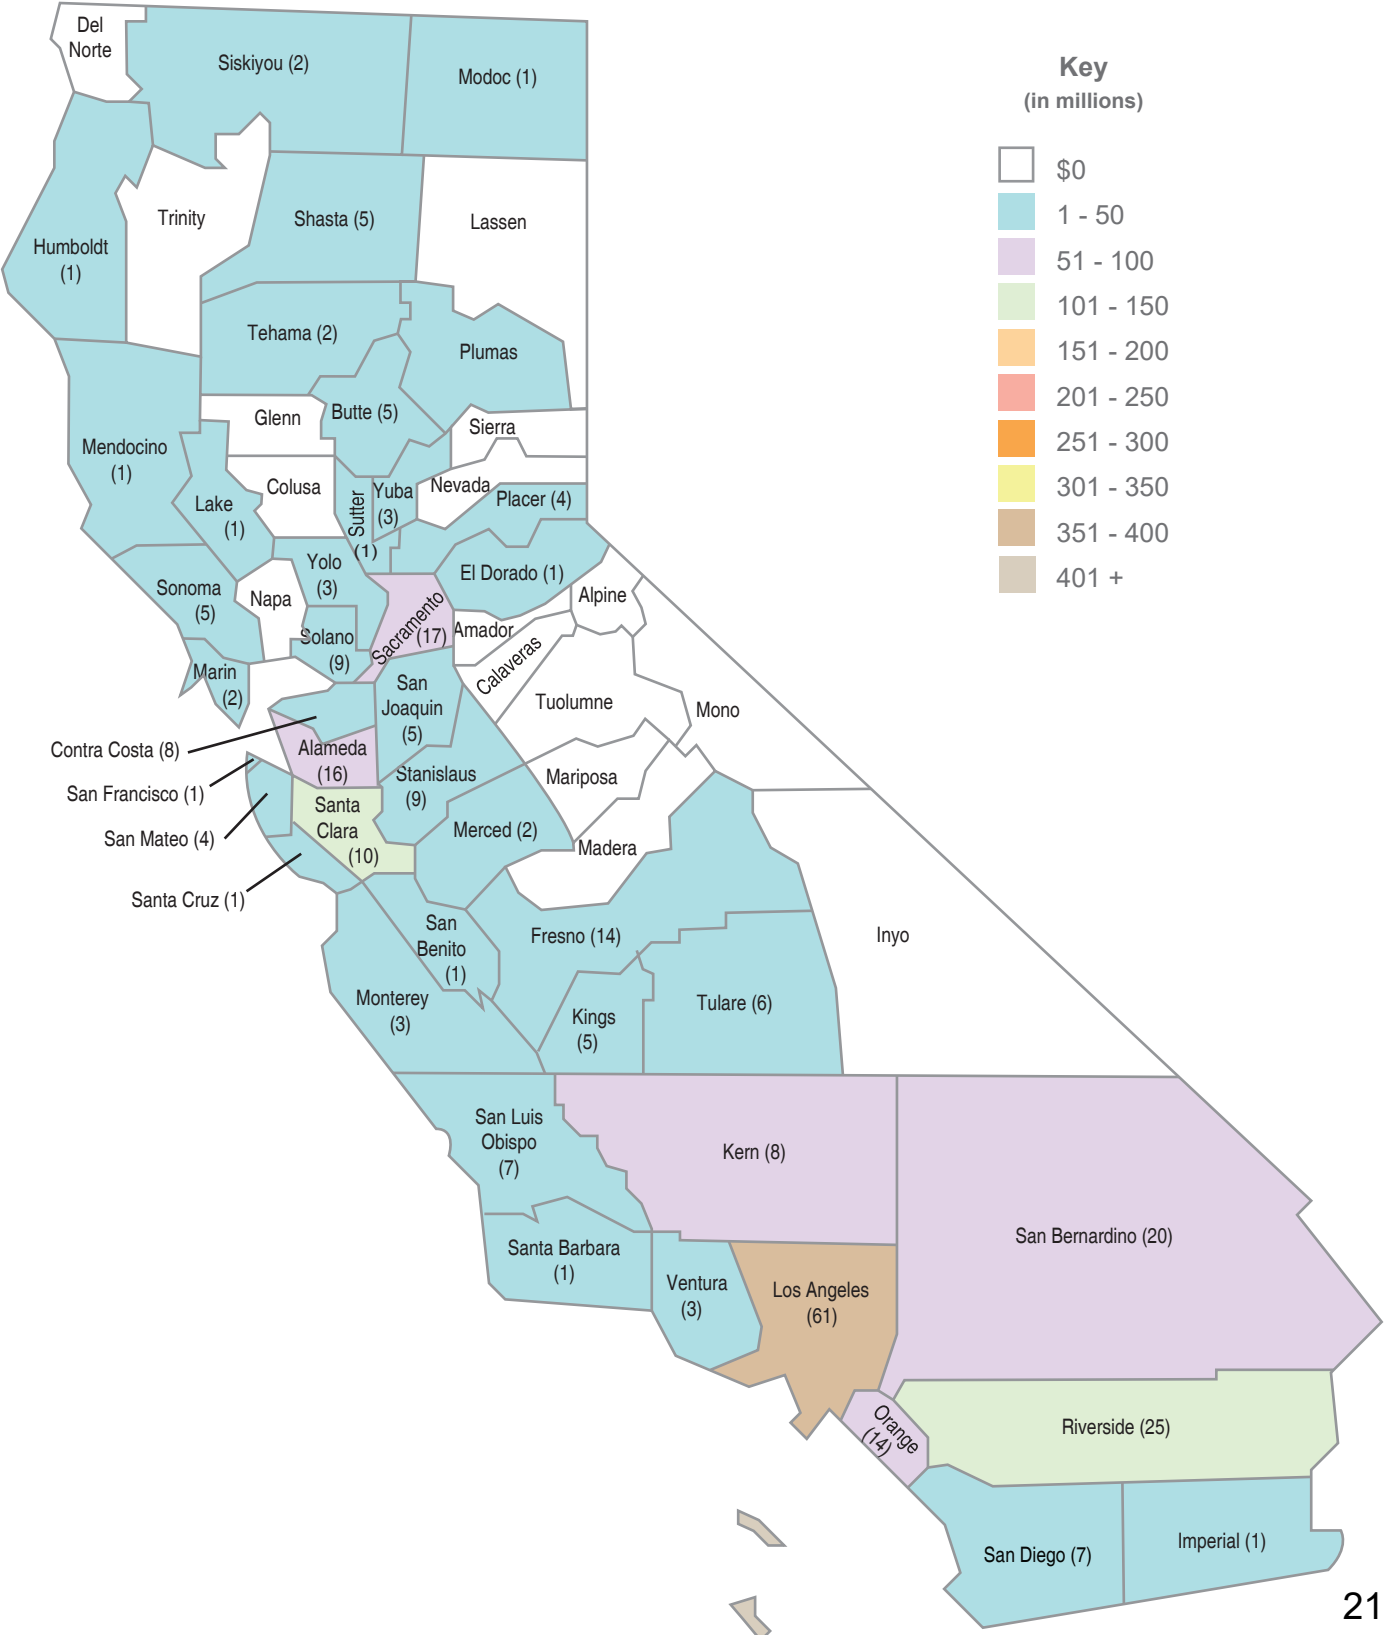 Del
Norte
Siskiyou (2)
Modoc (1)
Key
(in millions)
$0
1 - 50
51 - 100
101 - 150
151 - 200
201 - 250
251 - 300
301 - 350
351 - 400
401 +
Trinity
Shasta (5)
Lassen
Humboldt
(1)
Tehama (2)
Plumas
Glenn
Butte (5)
Sierra
Mendocino
(1)
Lake
(1)
Colusa
Sutter
(1)
Yuba
(3)
Nevada
Placer (4)
Yolo
(3)
El Dorado (1)
Sonoma
(5)
Napa
Solano
(9)
Sacramento
(17)
Amador
Alpine
Calaveras
Marin
(2)
San
Joaquin
(5)
Tuolumne
Mono
Contra Costa (8)
Alameda
(16)
San Francisco (1)
Stanislaus
(9)
Mariposa
San Mateo (4)
Santa
Clara
(10)
Merced (2)
Madera
Santa Cruz (1)
San
Benito
(1)
Fresno (14)
Inyo
Monterey
(3)
Kings
(5)
Tulare (6)
San Luis
Obispo
(7)
Kern (8)
San Bernardino (20)
Santa Barbara
(1)
Ventura
(3)
Los Angeles
(61)
Orange
(14)
Riverside (25)
San Diego (7)
Imperial (1)
21